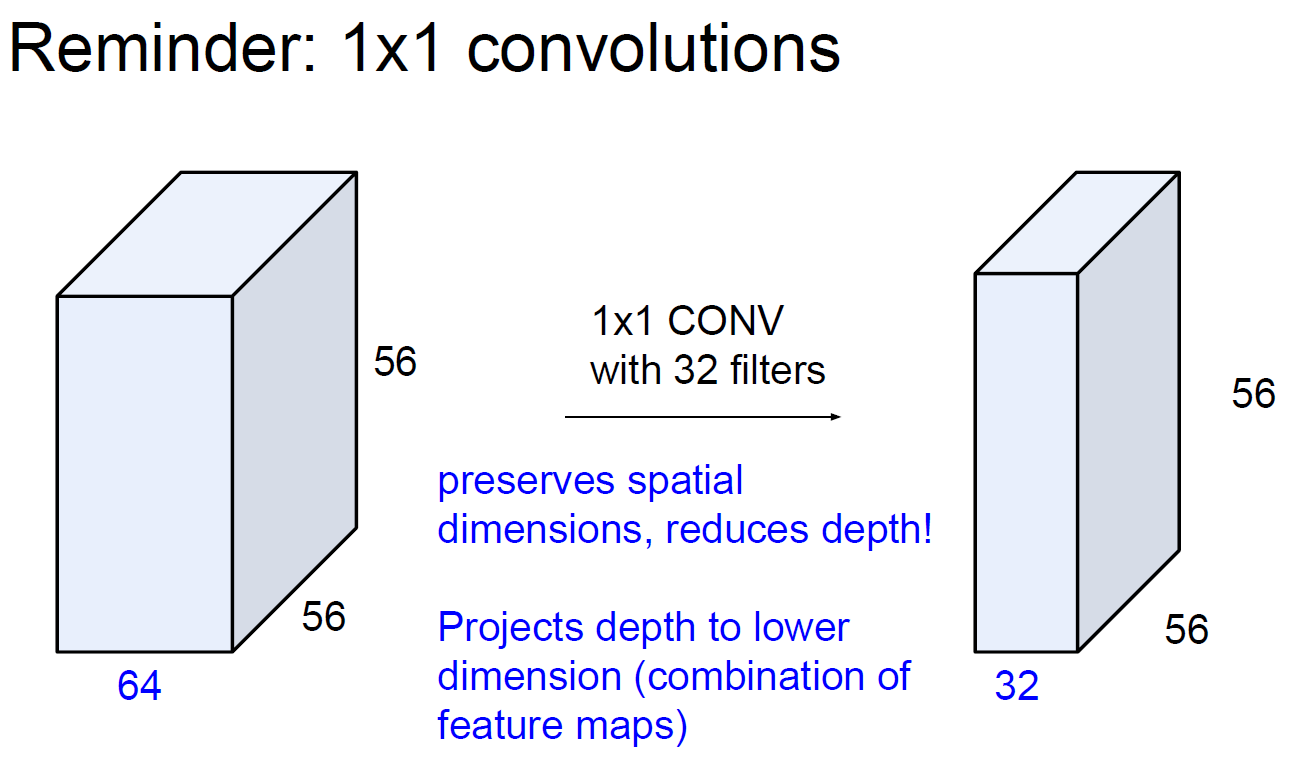 Reminder: 1x1 convolutions
56
56
64
1x1 CONV
with 32 filters
preserves spatial
dimensions, reduces depth!
Projects depth to lower
dimension (combination of
feature maps)
56
56
32